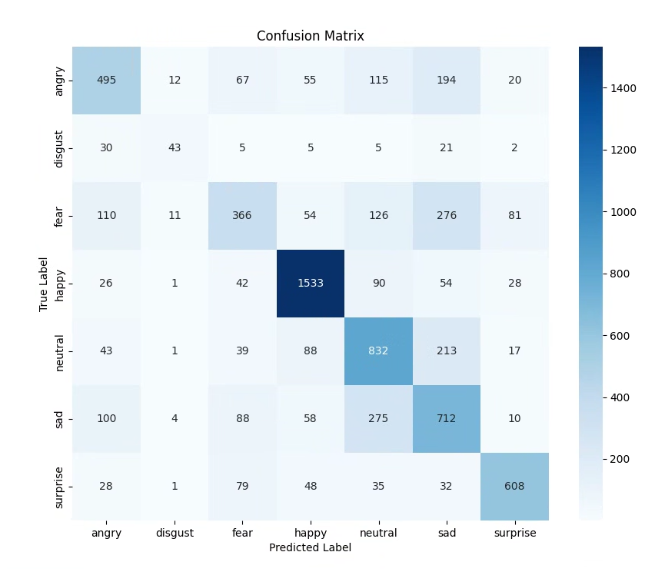 Confusion Matrix
angry 495 12 67 55 115 194 20
disgust 30 43 5 5 5 21 2
fear 110 11 366 54 126 276 81
happy 26 1 42 1533 90 54 28
neutral 43 1 39 88 832 213 17
sad 100 4 88 58 275 712 10
surprise 28 1 79 48 35 32 608
angry disgust fear happy neutral sad surprise
Predicted Label
True Label
1400
1200
1000
800
600
400
200